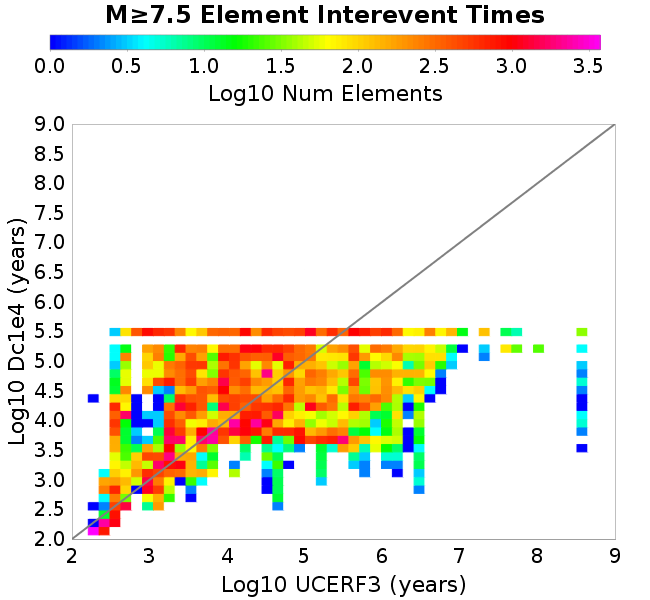 M≥7.5 Element Interevent Times
0.0 0.5 1.0 1.5 2.0 2.5 3.0 3.5
Log10 Num Elements
9.0
8.5
8.0
7.5
7.0
6.5
6.0
5.5
5.0
4.5
4.0
3.5
3.0
2.5
2.0
Log10 Dc1e4 (years)
2 3 4 5 6 7 8 9
Log10 UCERF3 (years)